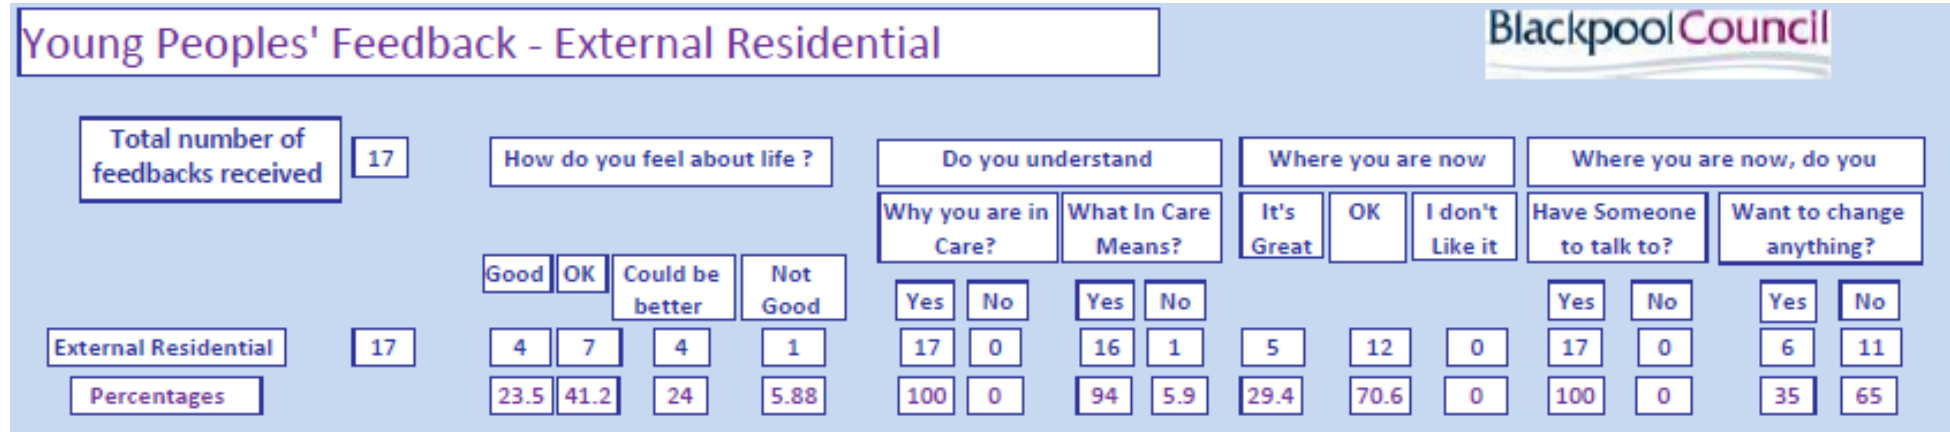 Young Peoples' Feedback - External Residential
BlackpoolCouncil
Total number of
feedbacks received
17
How do you feel about life ?
Do you understand
Where you are now
Where you are now, do you
Why you are in
Care?
What In Care
Means?
It's
Great
OK
I don't
Like it
Have Someone
to talk to?
Want to change
anything?
Good
OK
Could be
better
Not
Good
Yes
No
Yes
No
Yes
No
Yes
No
External Residential 17 4 7 4 1 17 0 16 1 5 12 0 17 0 6 11
Percentages 23.5 41.2 24 5.88 100 0 94 5.9 29.4 70.6 0 100 0 35 65